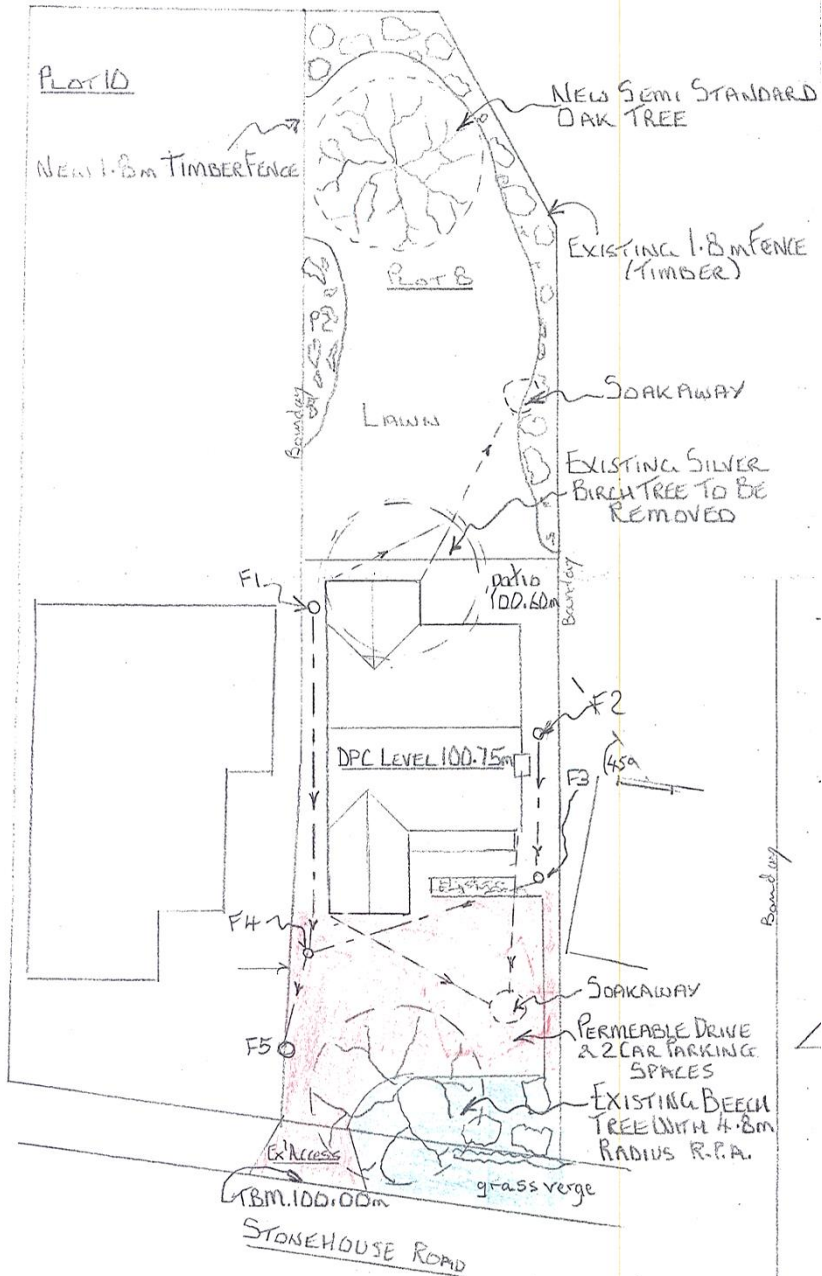 PLOT 10
NEW SEMI STANDARD
OAK TREE
NEW 1.8m TIMBER FENCE
EXISTING 1.8m FENCE
(TIMBER)
PLOT 8
SOAKAWAY
Boundary
LAWN
EXISTING SILVER
BIRCH TREE TO BE
REMOVED
F1
patio
100.60m
Boundary
F2
DPC LEVEL 100.75m
F3
(45a
Boundary
F4
SOAKAWAY
PERMEABLE DRIVE
& 2 CAR PARKING
SPACES
F5
EXISTING BEECH
TREE WITH 4.8m
RADIUS R.P.A.
Ex' Access
grass verge
TBM.100.00m
STONEHOUSE ROAD